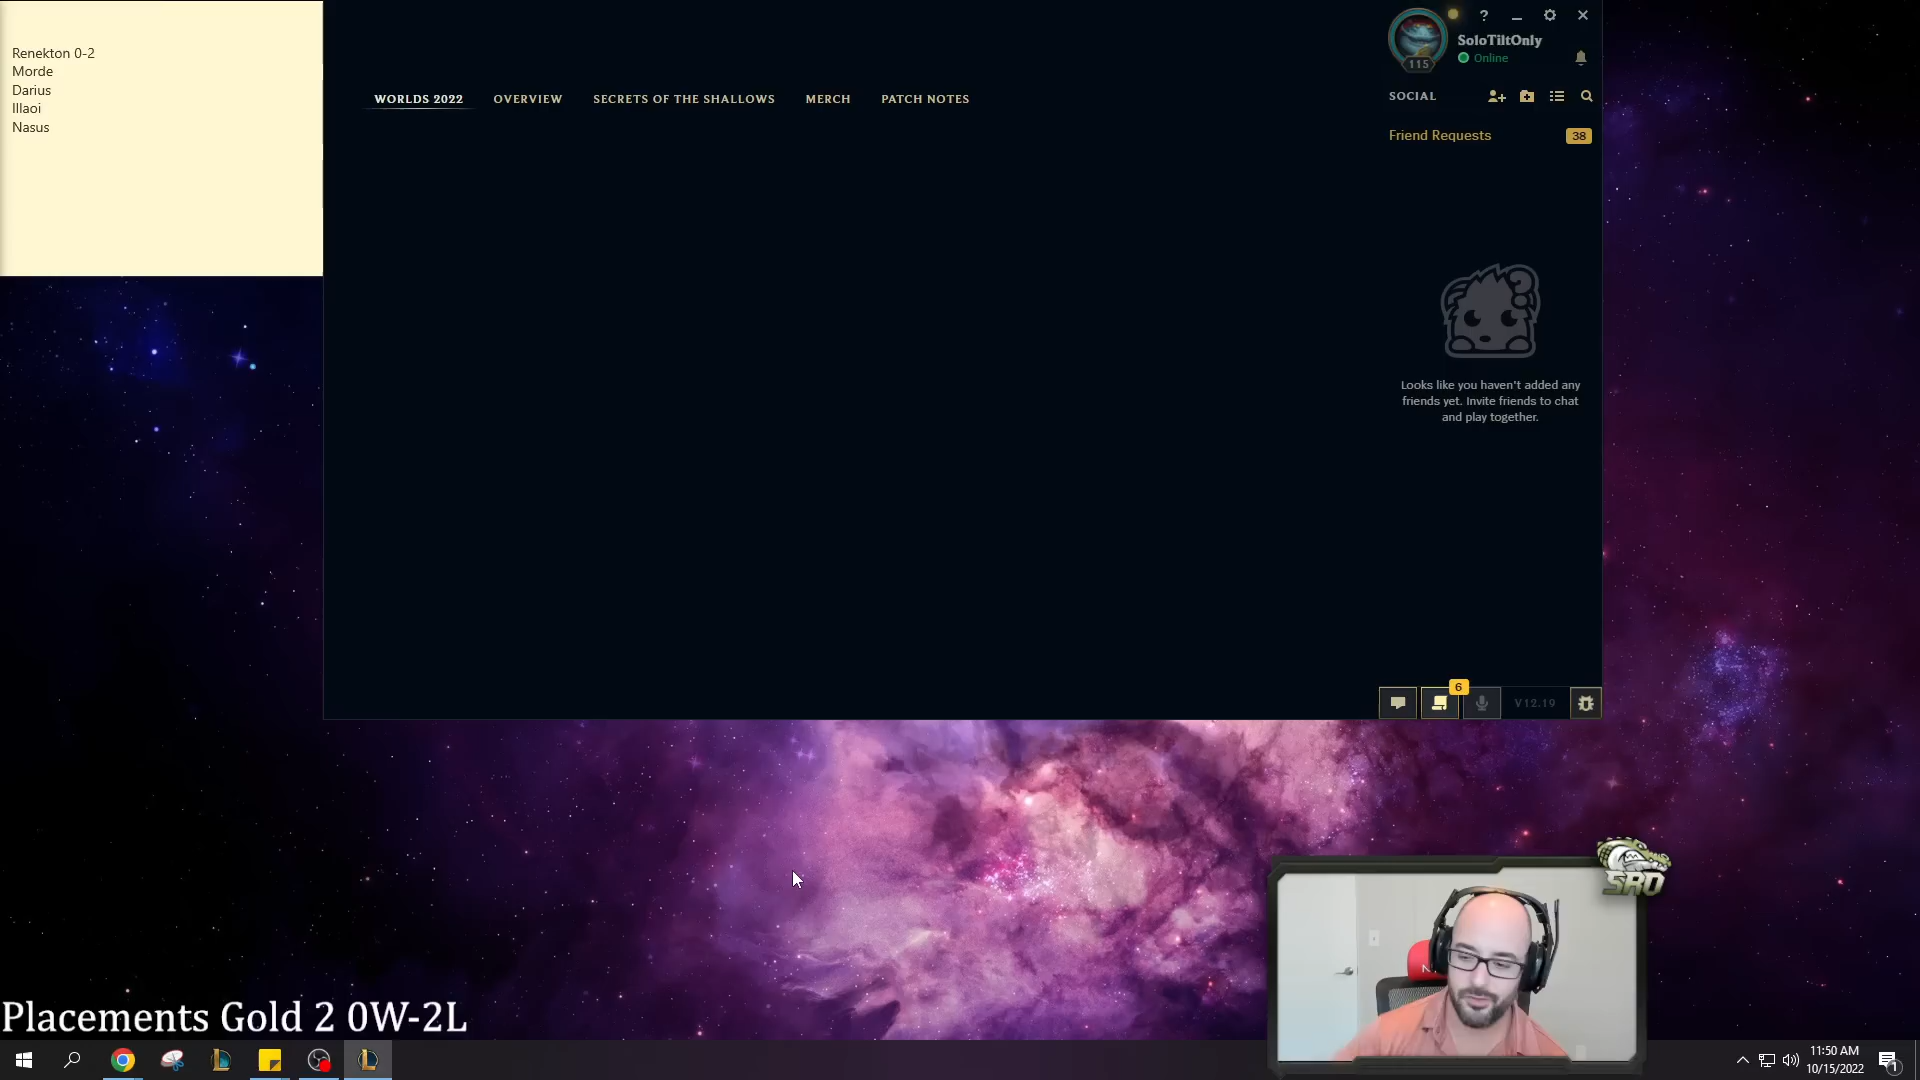 Renekton 0-2
Morde
Darius
Illaoi
Nasus
WORLDS 2022 OVERVIEW SECRETS OF THE SHALLOWS MERCH PATCH NOTES
?
SoloTiltOnly
115
Online
SOCIAL
Friend Requests 38
Looks like you haven't added any
friends yet. Invite friends to chat
and play together.
6
V12.19
SRO
Placements Gold 2 0W-2L
11:50 AM
10/15/2022
1